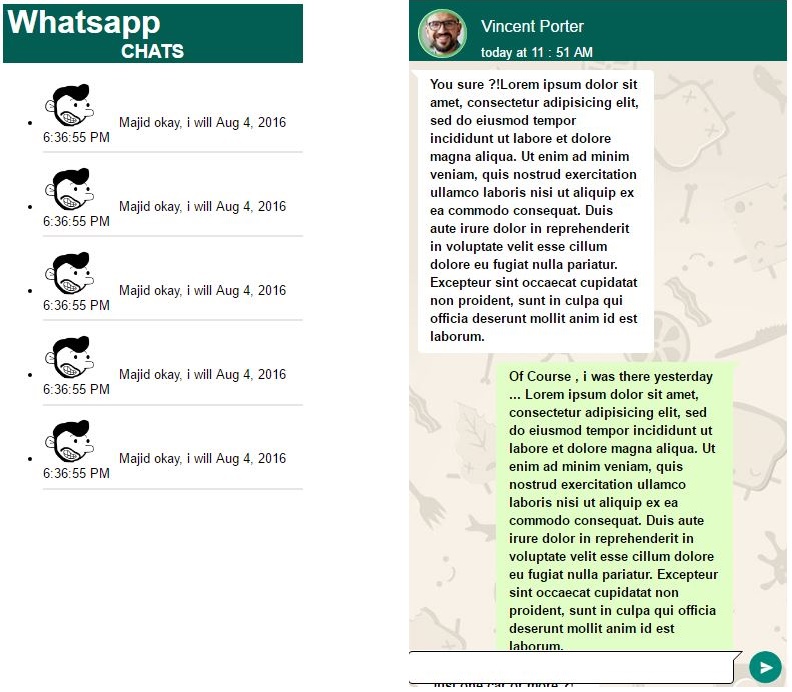 Whatsapp
CHATS
Majid okay, i will Aug 4, 2016
6:36:55 PM
Majid okay, i will Aug 4, 2016
6:36:55 PM
Majid okay, i will Aug 4, 2016
6:36:55 PM
Majid okay, i will Aug 4, 2016
6:36:55 PM
Majid okay, i will Aug 4, 2016
6:36:55 PM
Vincent Porter
today at 11 : 51 AM
You sure ?!Lorem ipsum dolor sit
amet, consectetur adipisicing elit,
sed do eiusmod tempor
incididunt ut labore et dolore
magna aliqua. Ut enim ad minim
veniam, quis nostrud exercitation
ullamco laboris nisi ut aliquip ex
ea commodo consequat. Duis
aute irure dolor in reprehenderit
in voluptate velit esse cillum
dolore eu fugiat nulla pariatur.
Excepteur sint occaecat cupidatat
non proident, sunt in culpa qui
officia deserunt mollit anim id est
laborum.
Of Course , i was there yesterday
... Lorem ipsum dolor sit amet,
consectetur adipisicing elit, sed
do eiusmod tempor incididunt ut
labore et dolore magna aliqua. Ut
enim ad minim veniam, quis
nostrud exercitation ullamco
laboris nisi ut aliquip ex ea
commodo consequat. Duis aute
irure dolor in reprehenderit in
voluptate velit esse cillum dolore
eu fugiat nulla pariatur. Excepteur
sint occaecat cupidatat non
proident, sunt in culpa qui officia
deserunt mollit anim id est
laborum.
just one car or more ?!